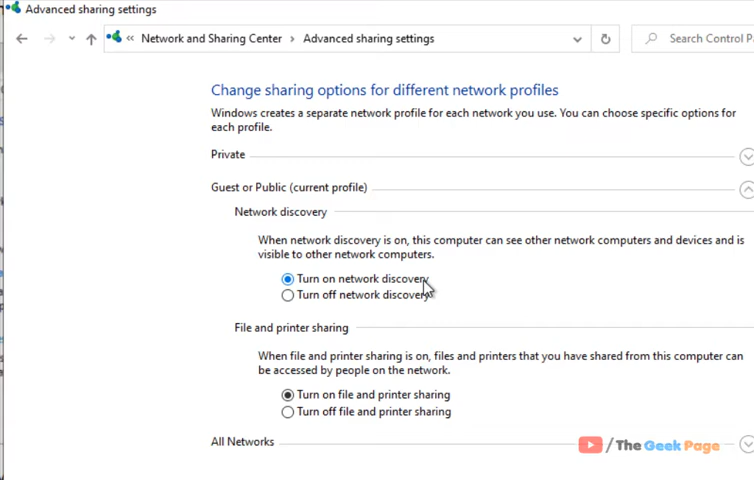 Advanced sharing settings
« Network and Sharing Center > Advanced sharing settings
Search Control P
Change sharing options for different network profiles
Windows creates a separate network profile for each network you use. You can choose specific options for
each profile.
Private
Guest or Public (current profile)
Network discovery
When network discovery is on, this computer can see other network computers and devices and is
visible to other network computers.
Turn on network discovery
Turn off network discovery
File and printer sharing
When file and printer sharing is on, files and printers that you have shared from this computer can
be accessed by people on the network.
Turn on file and printer sharing
Turn off file and printer sharing
All Networks
/The Geek Page